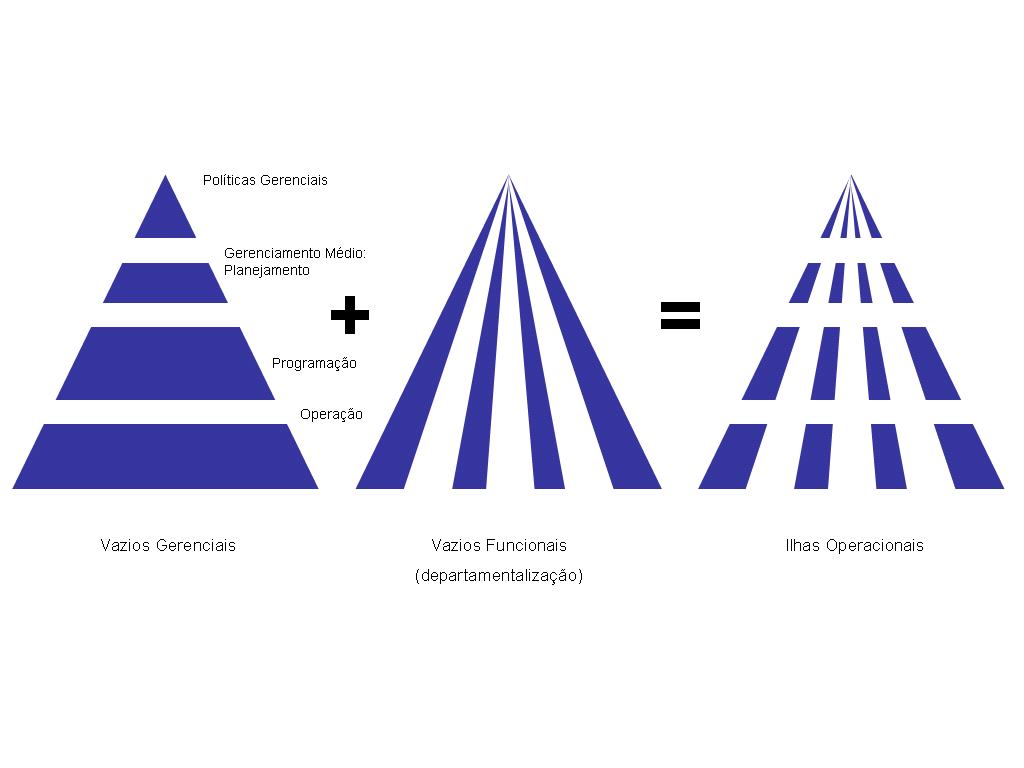 Políticas Gerenciais
Gerenciamento Médio:
Planejamento
+
=
Programação
Operação
Vazios Gerenciais
Vazios Funcionais
(departamentalização)
Ilhas Operacionais